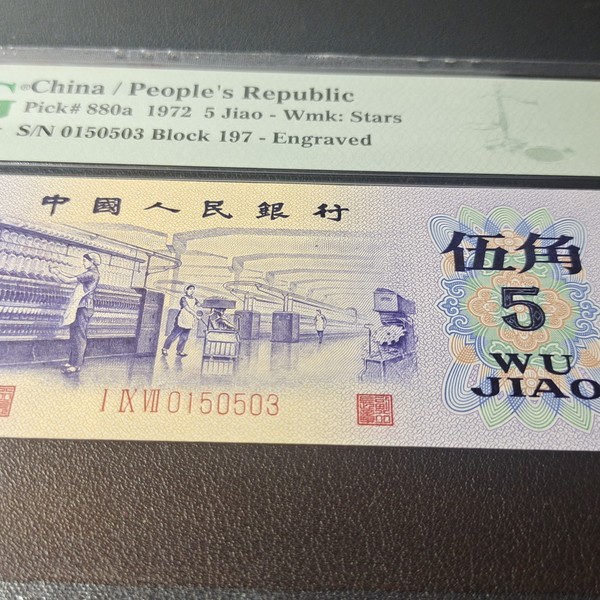 G
China / People's Republic
Pick# 880a 1972 5 Jiao - Wmk: Stars
S/N 0150503 Block 197 - Engraved
中國人民銀行
伍角
5
WU
JIAO
I IX VII 0150503